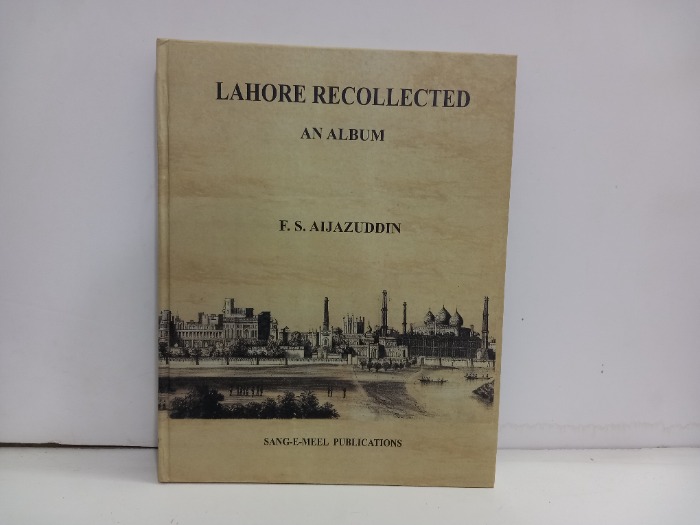 LAHORE RECOLLECTED
AN ALBUM
F. S. AIJAZUDDIN
SANG-E-MEEL PUBLICATIONS